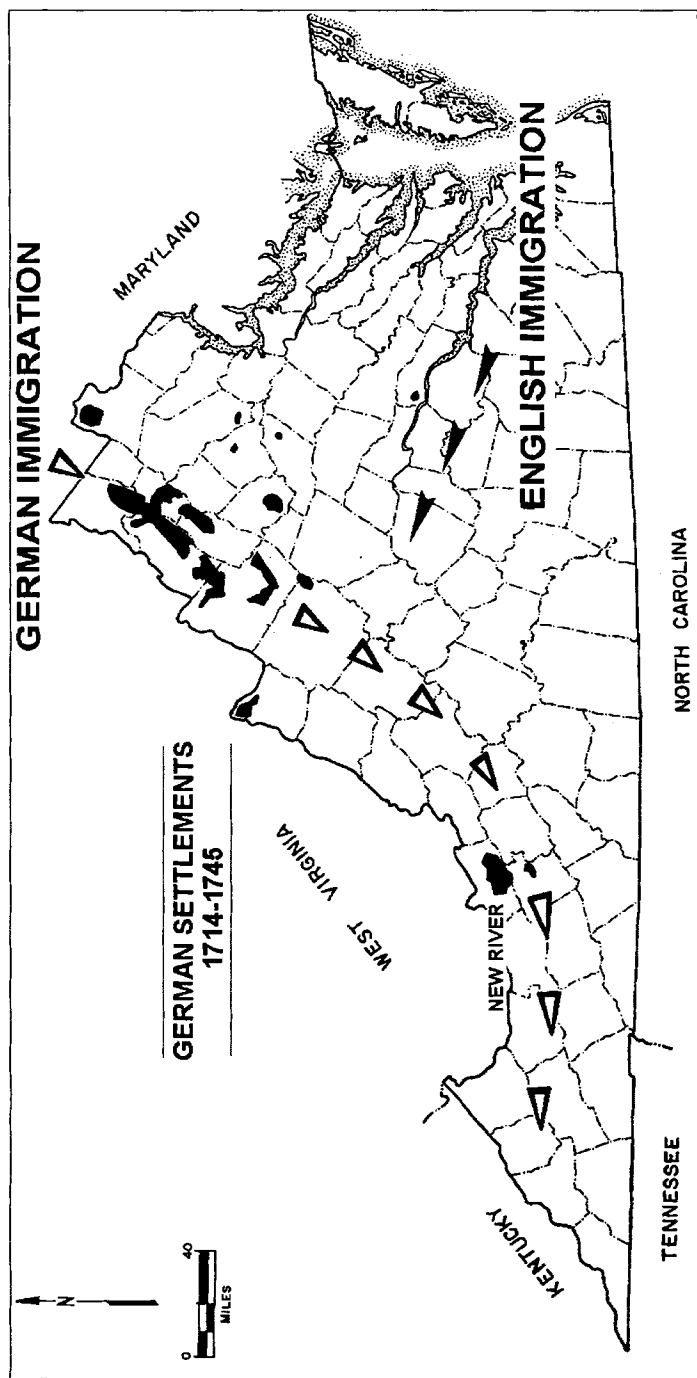 GERMAN IMMIGRATION
MARYLAND
GERMAN SETTLEMENTS
1714-1745
WEST VIRGINIA
ENGLISH IMMIGRATION
NEW RIVER
KENTUCKY
TENNESSEE
NORTH CAROLINA
N
0 40
MILES